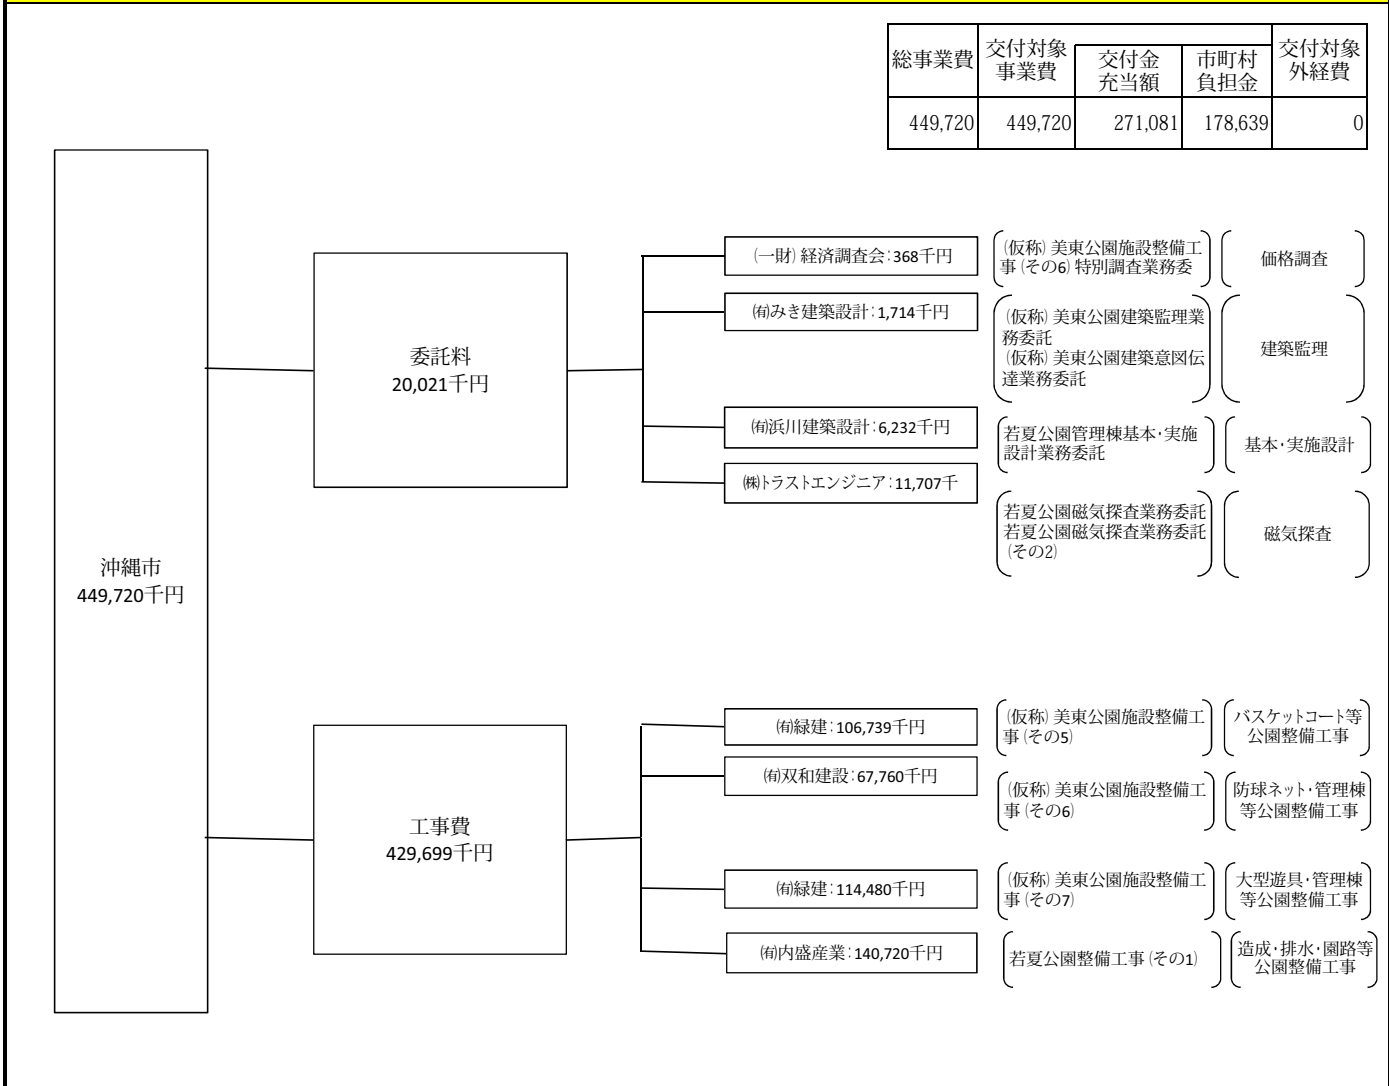 総事業費
交付対象
事業費
交付金
充当額
市町村
負担金
交付対象
外経費
449,720
449,720
271,081
178,639
0
沖縄市
449,720千円
委託料
20,021千円
(一財)経済調査会:368千円
(仮称)美東公園施設整備工
事(その6)特別調査業務委
価格調査
㈲みき建築設計:1,714千円
(仮称)美東公園建築監理業
務委託
(仮称)美東公園建築意図伝
達業務委託
建築監理
㈲浜川建築設計:6,232千円
若夏公園管理棟基本・実施
設計業務委託
基本・実施設計
㈱トラストエンジニア:11,707千
若夏公園磁気探査業務委託
若夏公園磁気探査業務委託
(その2)
磁気探査
工事費
429,699千円
㈲緑建:106,739千円
(仮称)美東公園施設整備工
事(その5)
バスケットコート等
公園整備工事
㈲双和建設:67,760千円
(仮称)美東公園施設整備工
事(その6)
防球ネット・管理棟
等公園整備工事
㈲緑建:114,480千円
(仮称)美東公園施設整備工
事(その7)
大型遊具・管理棟
等公園整備工事
㈲内盛産業:140,720千円
若夏公園整備工事(その1)
造成・排水・園路等
公園整備工事